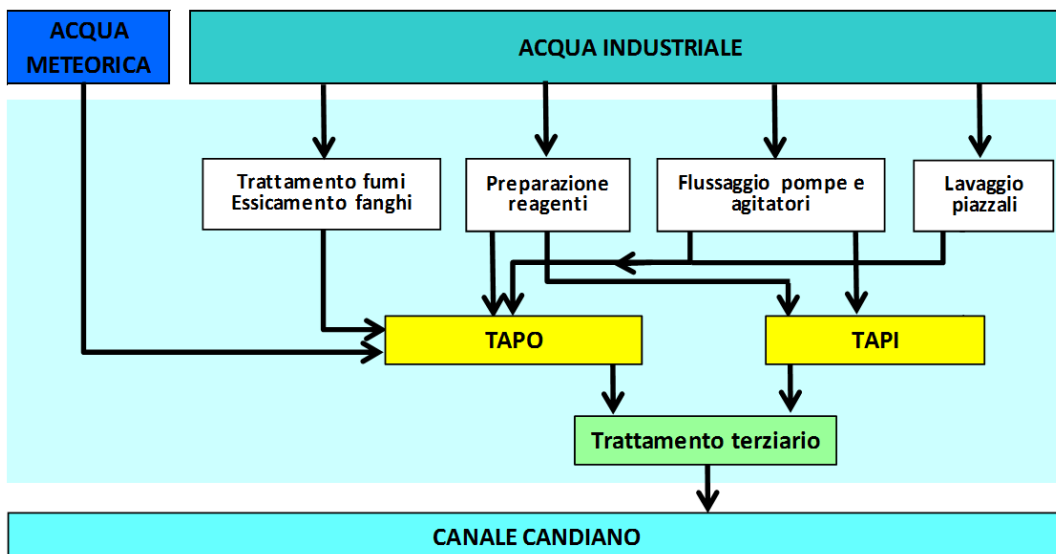 ACQUA
METEORICA
ACQUA INDUSTRIALE
Trattamento fumi
Essicamento fanghi
Preparazione
reagenti
Flussaggio pompe e
agitatori
Lavaggio
piazzali
TAPO
TAPI
Trattamento terziario
CANALE CANDIANO